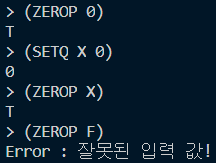 > (ZEROP 0)
T
> (SETQ X 0)
0
> (ZEROP X)
T
> (ZEROP F)
Error : 잘못된 입력 값!